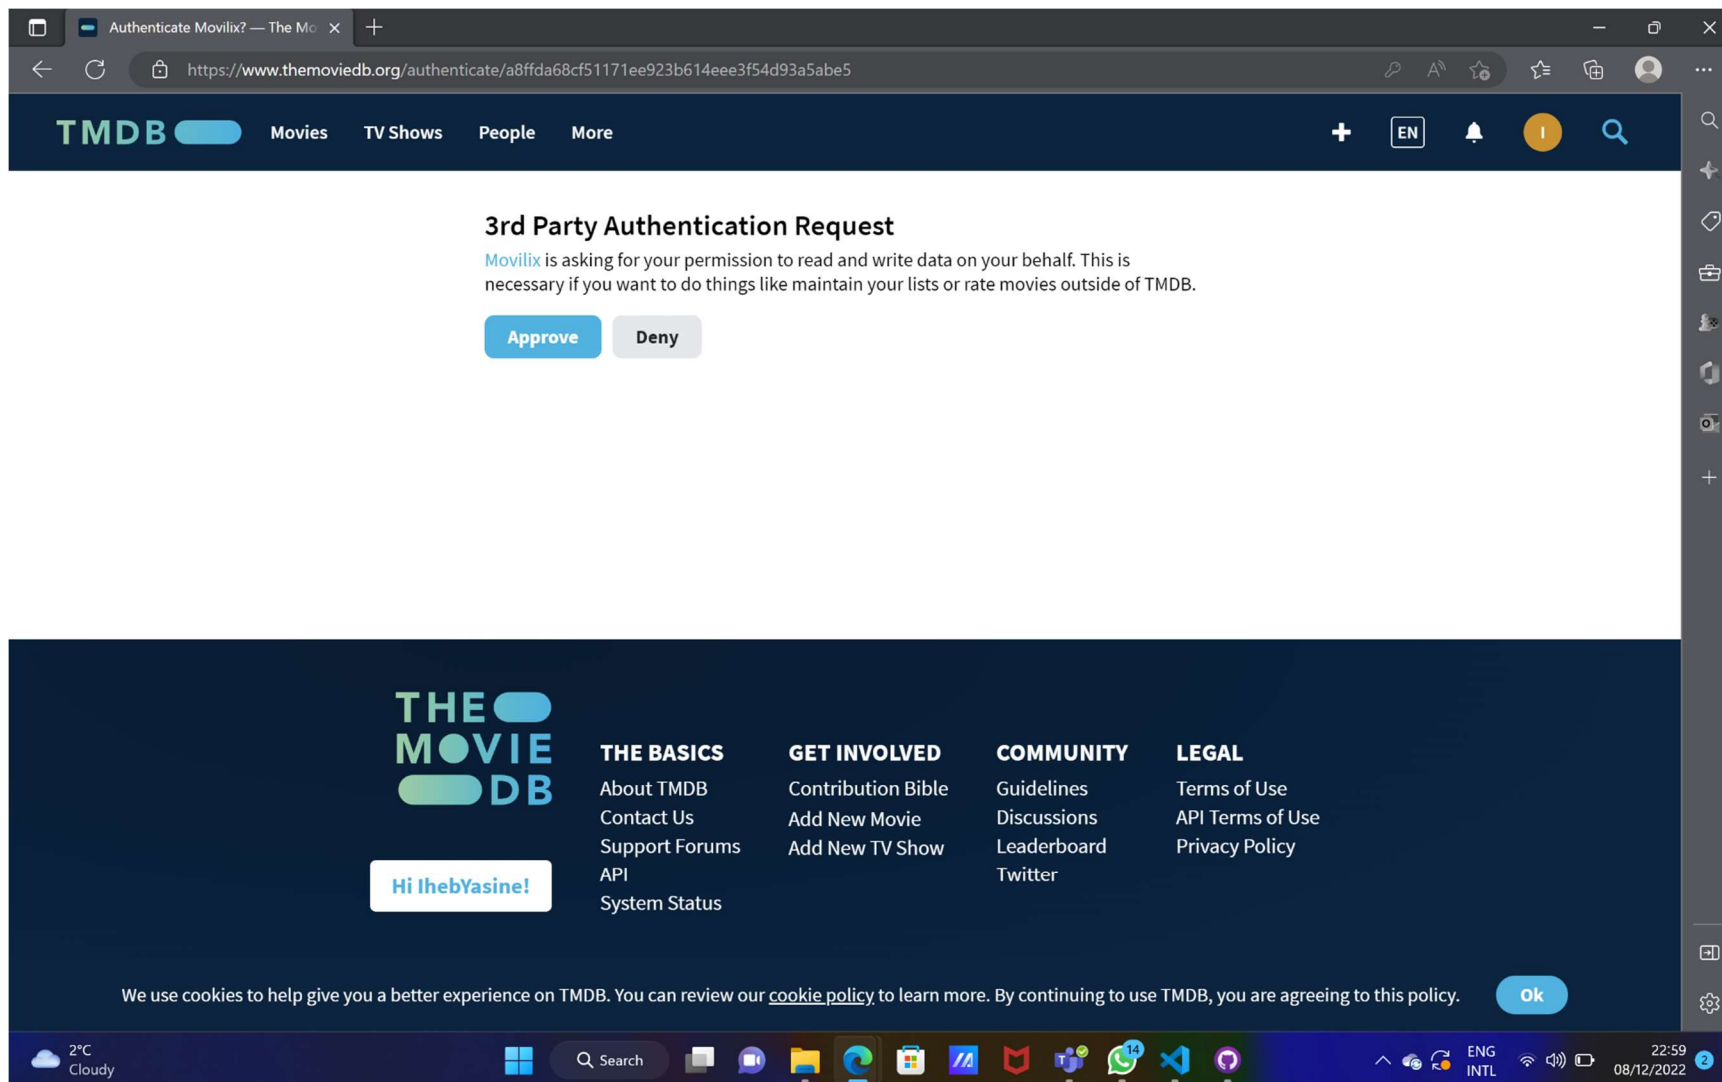 Authenticate Movilix? — The Mo
https://www.themoviedb.org/authenticate/a8ffda68cf51171ee923b614eee3f54d93a5abe5
TMDB
Movies
TV Shows
People
More
EN
I
3rd Party Authentication Request
Movilix is asking for your permission to read and write data on your behalf. This is
necessary if you want to do things like maintain your lists or rate movies outside of TMDB.
Approve
Deny
THE
MOVIE
DB
Hi IhebYasine!
THE BASICS
About TMDB
Contact Us
Support Forums
API
System Status
GET INVOLVED
Contribution Bible
Add New Movie
Add New TV Show
COMMUNITY
Guidelines
Discussions
Leaderboard
Twitter
LEGAL
Terms of Use
API Terms of Use
Privacy Policy
We use cookies to help give you a better experience on TMDB. You can review our cookie policy to learn more. By continuing to use TMDB, you are agreeing to this policy.
Ok
2°C
Cloudy
Search
14
ENG
INTL
22:59
08/12/2022
2